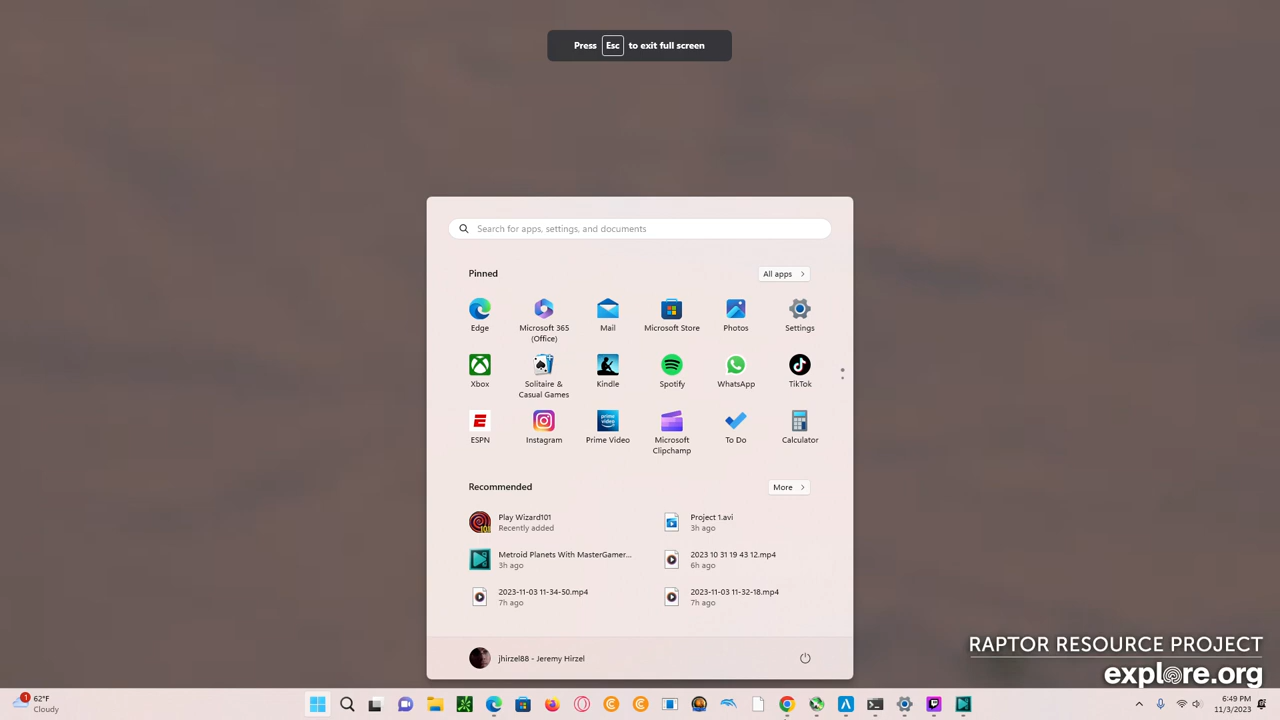 Press Esc to exit full screen
Search for apps, settings, and documents
Pinned
All apps
Edge
Microsoft 365
(Office)
Mail
Microsoft Store
Photos
Settings
Xbox
Solitaire &
Casual Games
Kindle
Spotify
WhatsApp
TikTok
ESPN
Instagram
prime
video
Prime Video
Microsoft
Clipchamp
To Do
Calculator
Recommended
More
Play Wizard101
Recently added
Project 1.avi
3h ago
Metroid Planets With MasterGamer...
3h ago
2023 10 31 19 43 12.mp4
6h ago
2023-11-03 11-34-50.mp4
7h ago
2023-11-03 11-32-18.mp4
7h ago
jhirzel88 - Jeremy Hirzel
RAPTOR RESOURCE PROJECT
explore.org
1
62°F
Cloudy
6:49 PM
11/3/2023